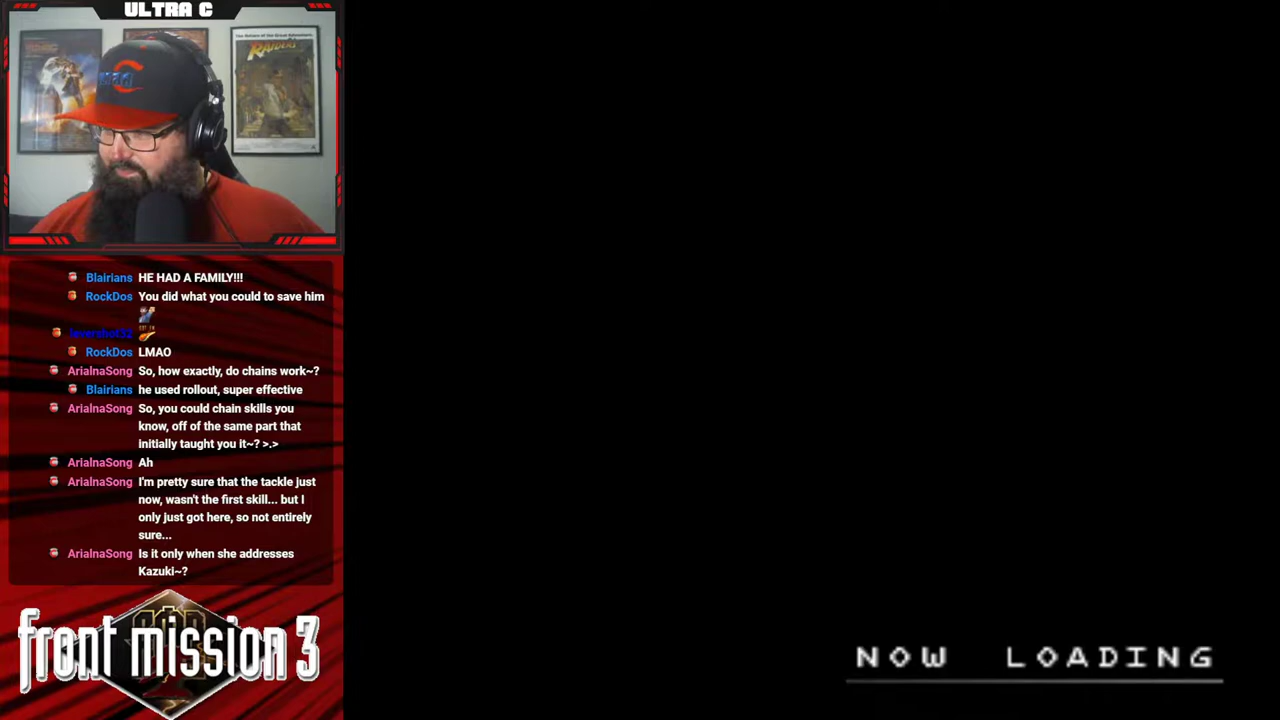 ULTRA C
RAIDERS
Blairians HE HAD A FAMILY!!!
RockDos You did what you could to save him
RockDos LMAO
ArialnaSong So, how exactly, do chains work~?
Blairians he used rollout, super effective
ArialnaSong So, you could chain skills you
know, off of the same part that
initially taught you it~? >.>
ArialnaSong Ah
ArialnaSong I'm pretty sure that the tackle just
now, wasn't the first skill... but I
only just got here, so not entirely
sure...
ArialnaSong Is it only when she addresses
Kazuki~?
front mission 3
NOW LOADING